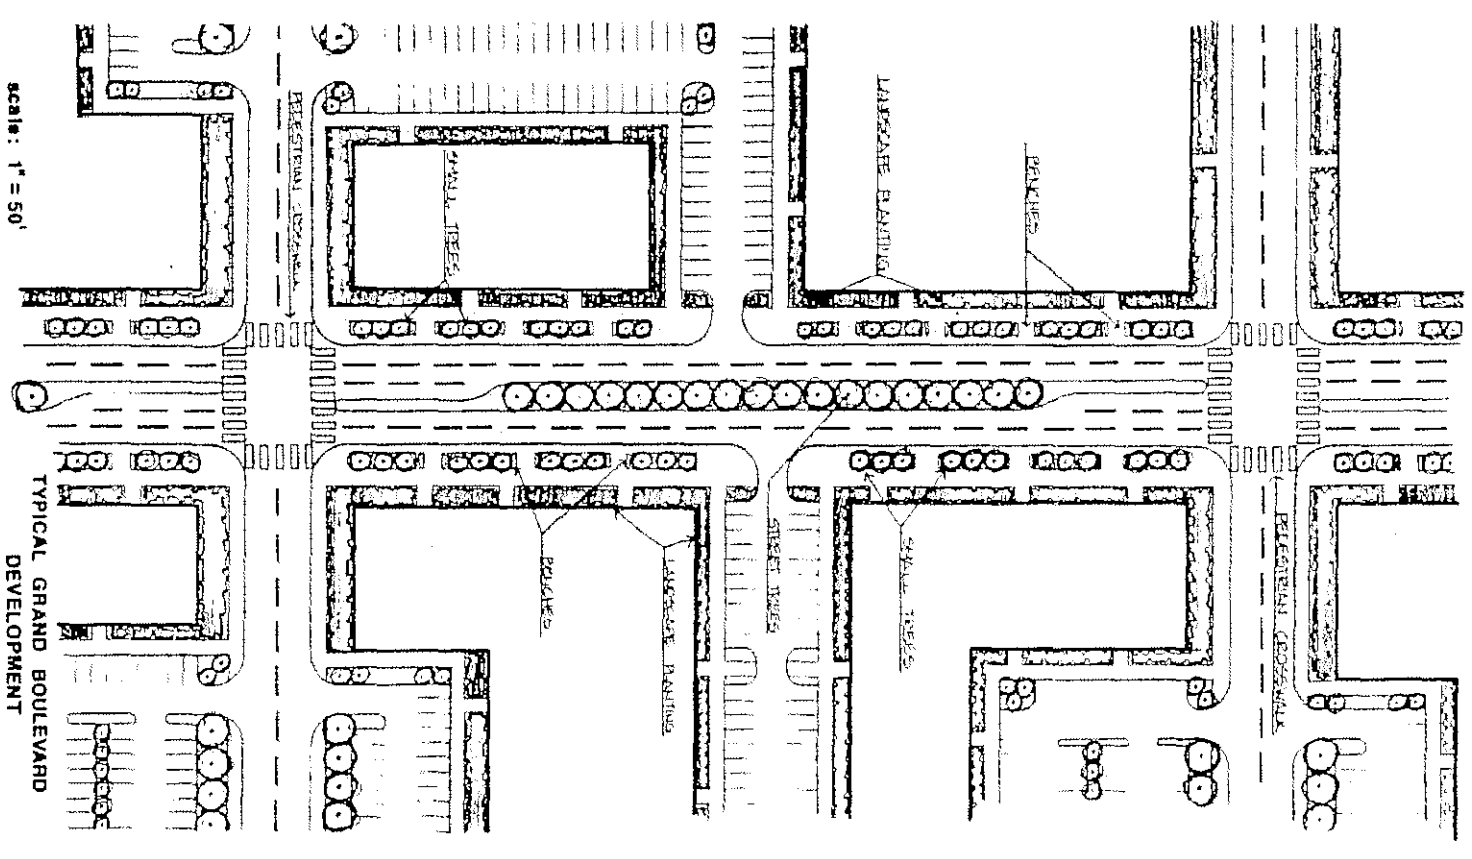 scale: 1" = 50'
PEDESTRIAN CROSSWALK
SMALL TREES
LANDSCAPE PLANTING
BENCHES
TYPICAL GRAND BOULEVARD
DEVELOPMENT
BENCHES
LANDSCAPE PLANTING
STREET TREES
SMALL TREES
PEDESTRIAN CROSSWALK